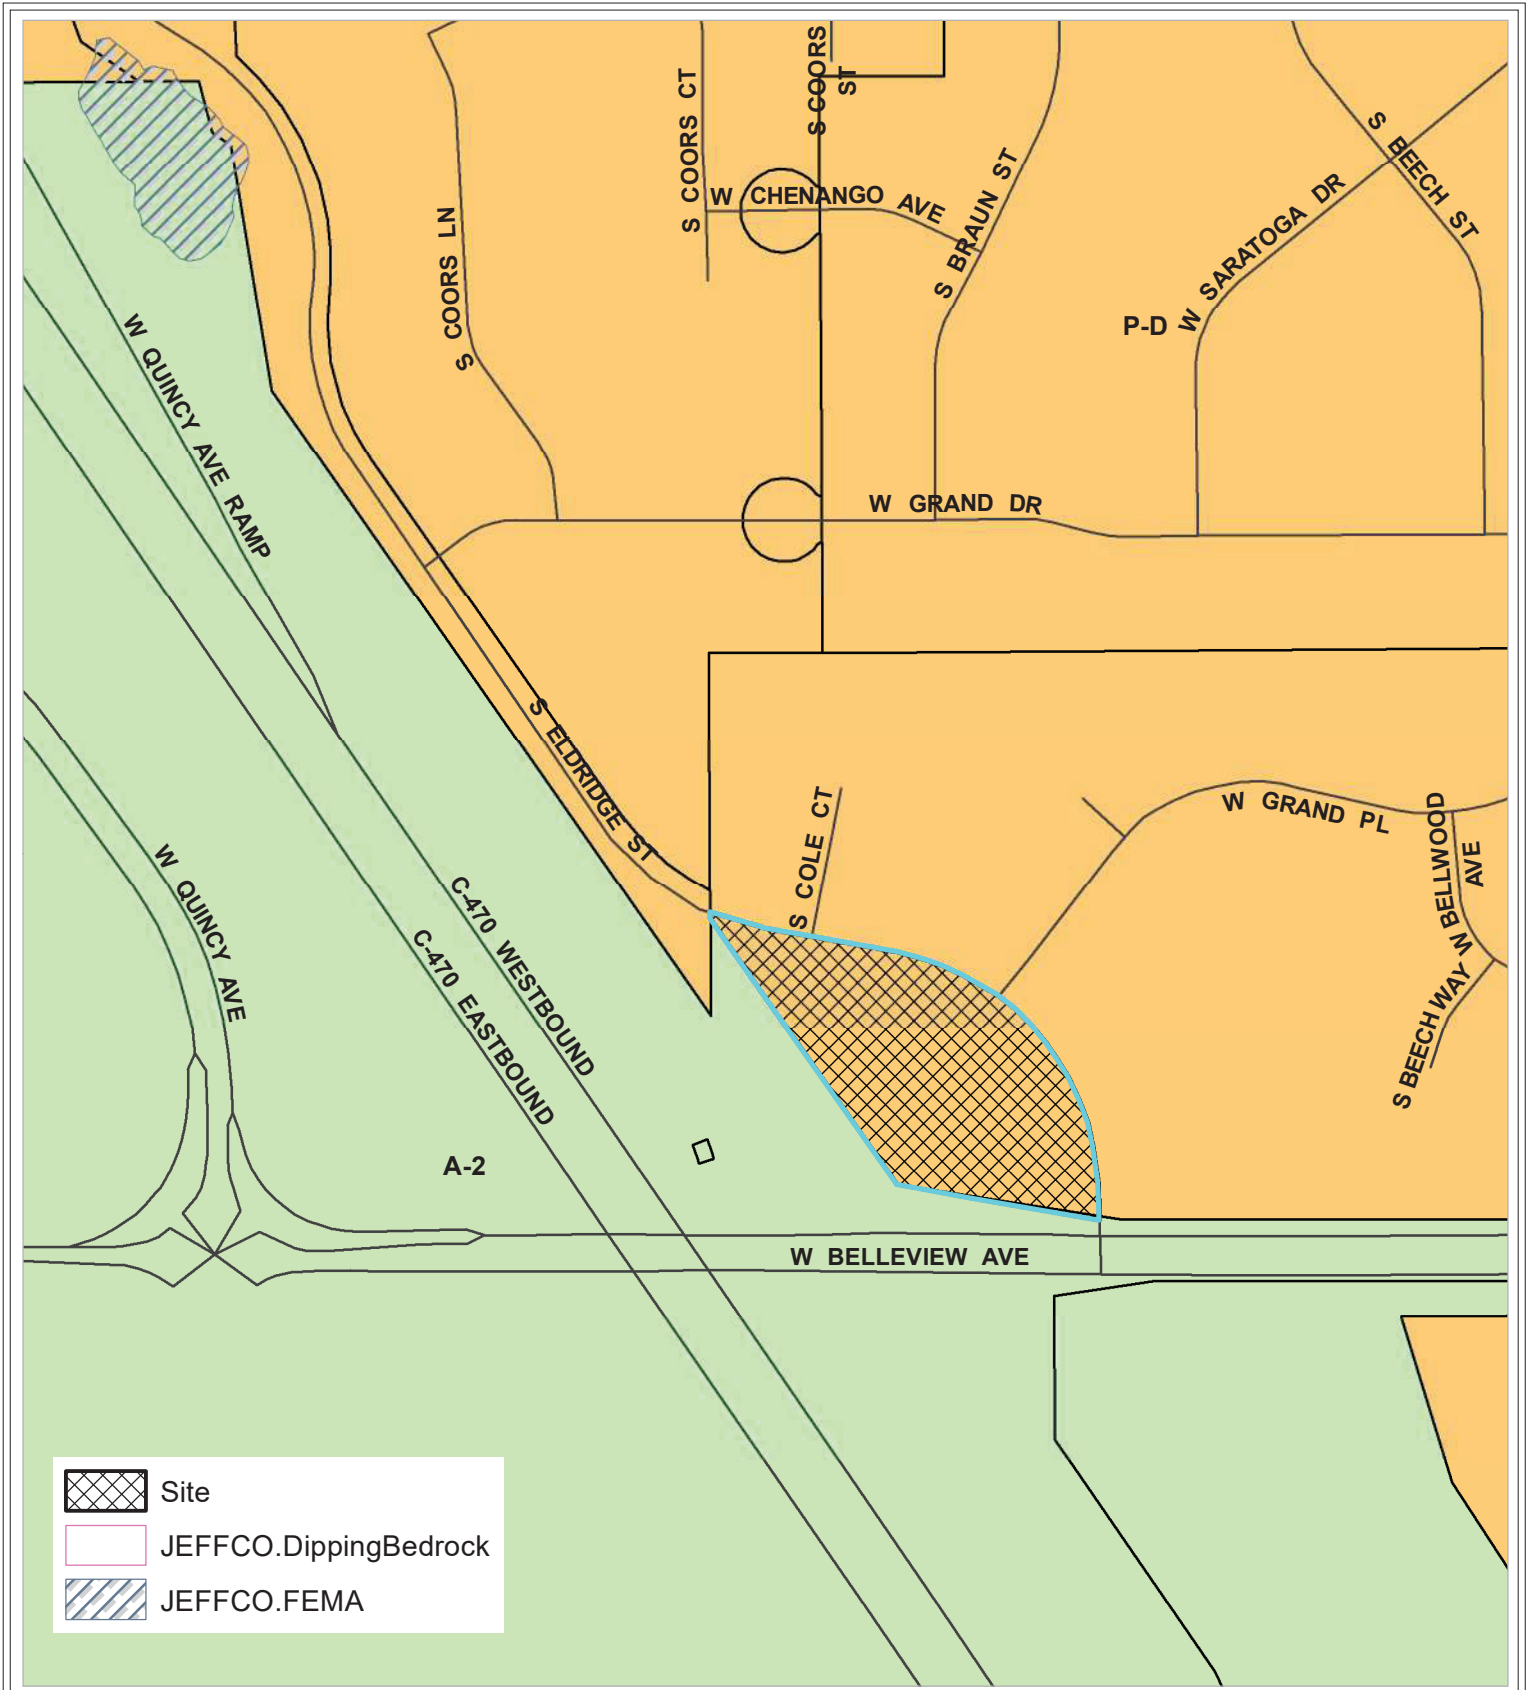 S COORS CT
S COORS
ST
W CHENANGO AVE
S BRAUN ST
S BEECH ST
W SARATOGA DR
P-D
S COORS LN
W QUINCY AVE RAMP
W GRAND DR
S ELDRIDGE ST
S COLE CT
W GRAND PL
W BELLWOOD
AVE
S BEECH WAY
W QUINCY AVE
C-470 WESTBOUND
C-470 EASTBOUND
A-2
W BELLEVIEW AVE
Site
JEFFCO.DippingBedrock
JEFFCO.FEMA